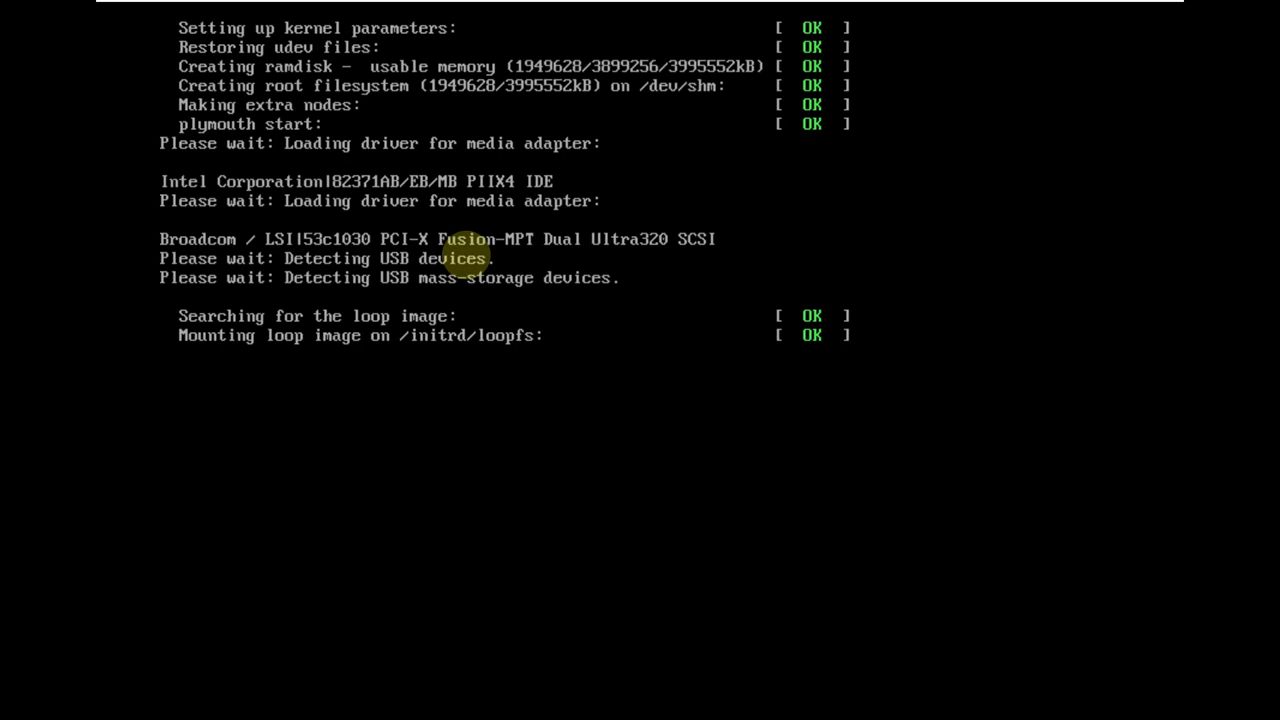 Setting up kernel parameters: [ OK ]
Restoring udev files: [ OK ]
Creating ramdisk - usable memory (1949628/3899256/3995552kB) [ OK ]
Creating root filesystem (1949628/3995552kB) on /dev/shm: [ OK ]
Making extra nodes: [ OK ]
plymouth start: [ OK ]
Please wait: Loading driver for media adapter:
Intel Corporation|82371AB/EB/MB PIIX4 IDE
Please wait: Loading driver for media adapter:
Broadcom / LSI|53c1030 PCI-X Fusion-MPT Dual Ultra320 SCSI
Please wait: Detecting USB devices.
Please wait: Detecting USB mass-storage devices.
Searching for the loop image: [ OK ]
Mounting loop image on /initrd/loopfs: [ OK ]